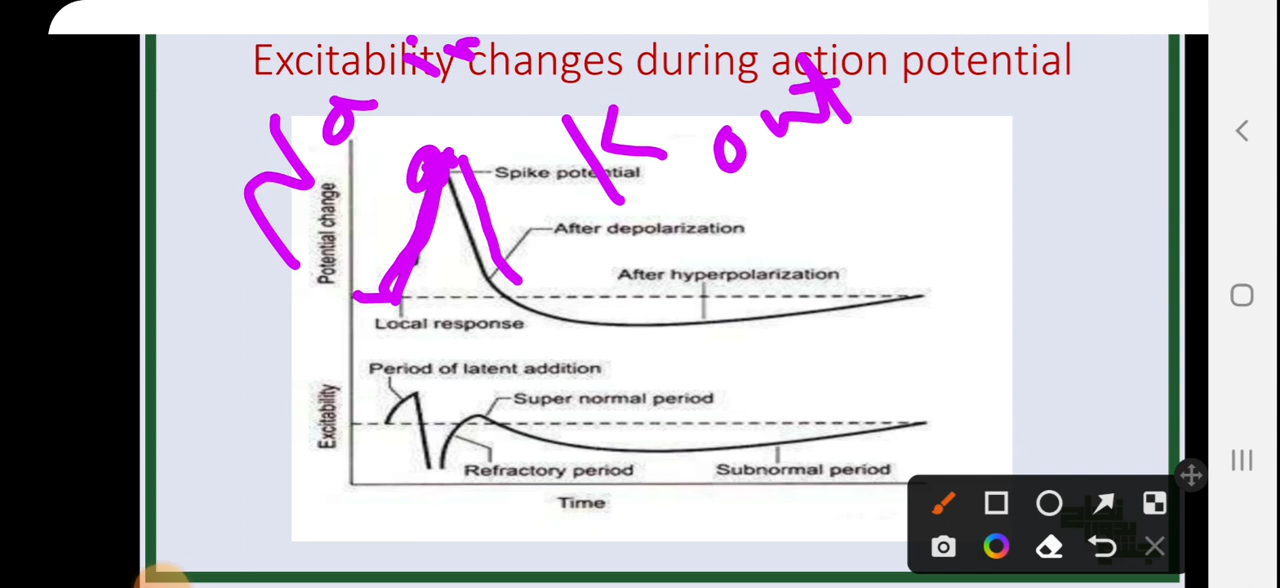 Excitability changes during action potential
Na in
K out
Potential change
Spike potential
After depolarization
After hyperpolarization
Local response
Excitability
Period of latent addition
Super normal period
Refractory period
Subnormal period
Time